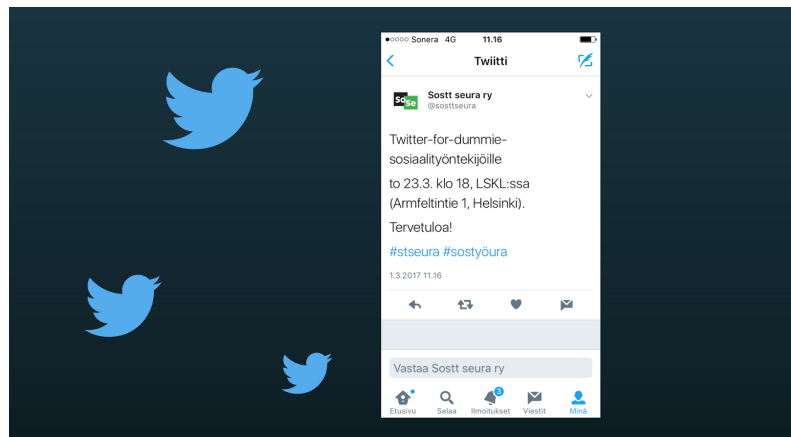 Sonera 4G 11.16
Twiitti
SoSe
Sostt seura ry
@sosttseura
Twitter-for-dummie-
sosiaalityöntekijöille
to 23.3. klo 18, LSKL:ssa
(Armfeltintie 1, Helsinki).
Tervetuloa!
#stseura #sostyöura
1.3.2017 11.16
Vastaa Sostt seura ry
3
Etusivu Selaa Ilmoitukset Viestit Minä